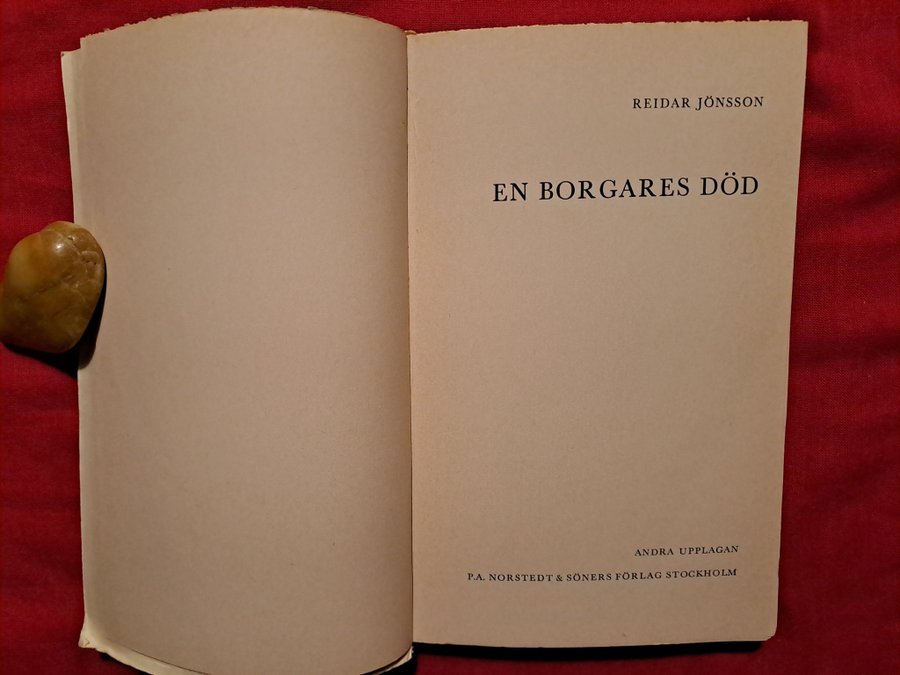 REIDAR JÖNSSON
EN BORGARES DÖD
ANDRA UPPLAGAN
P.A. NORSTEDT & SÖNERS FÖRLAG STOCKHOLM